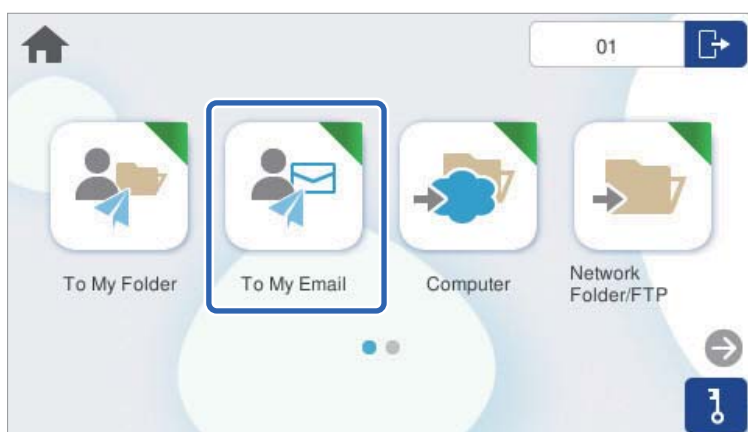 01
To My Folder
To My Email
Computer
Network
Folder/FTP